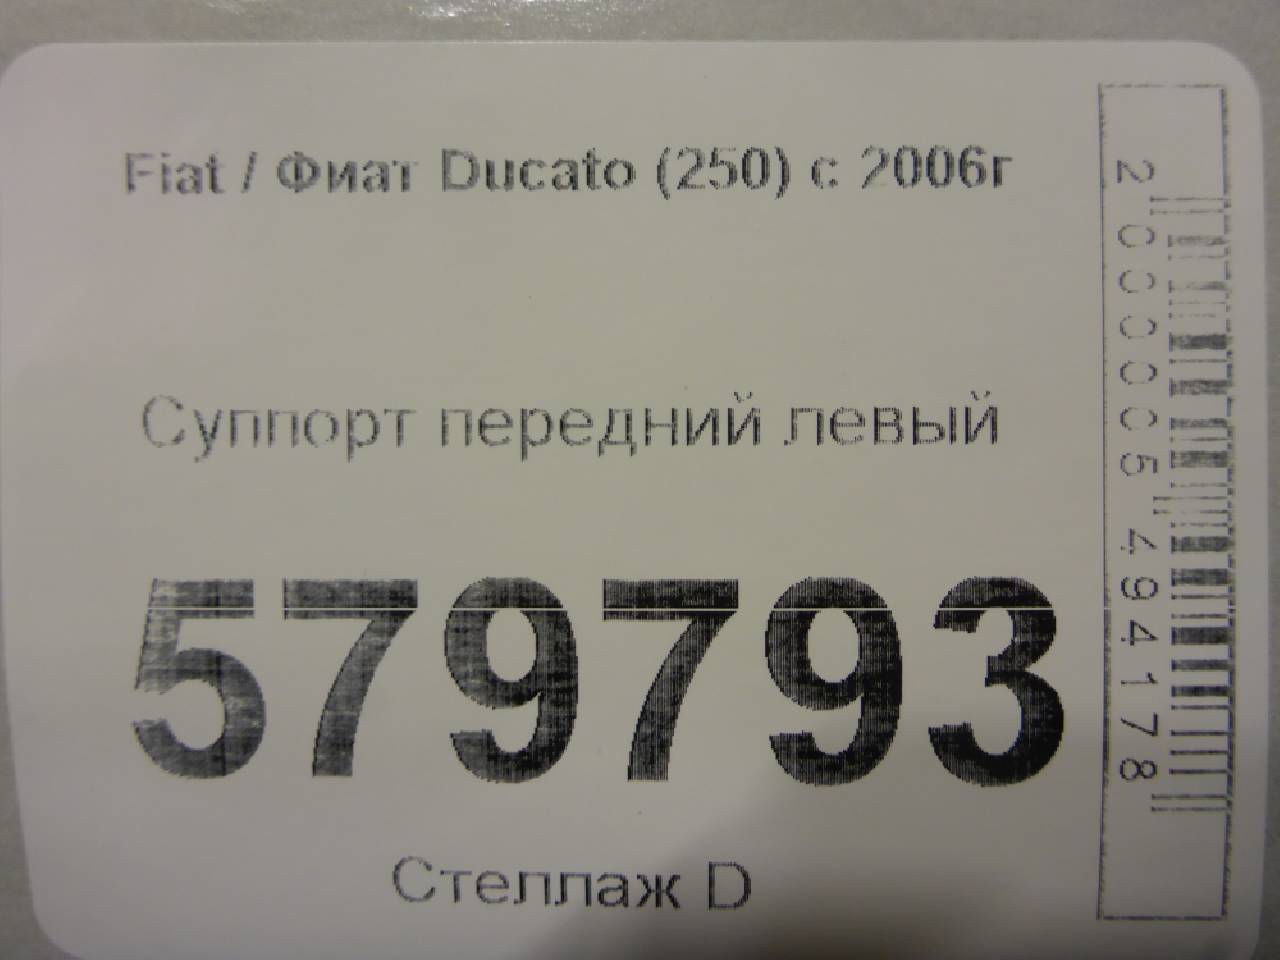 Fiat / Фиат Ducato (250) с 2006г
Суппорт передний левый
579793
Стеллаж D
2000005494178